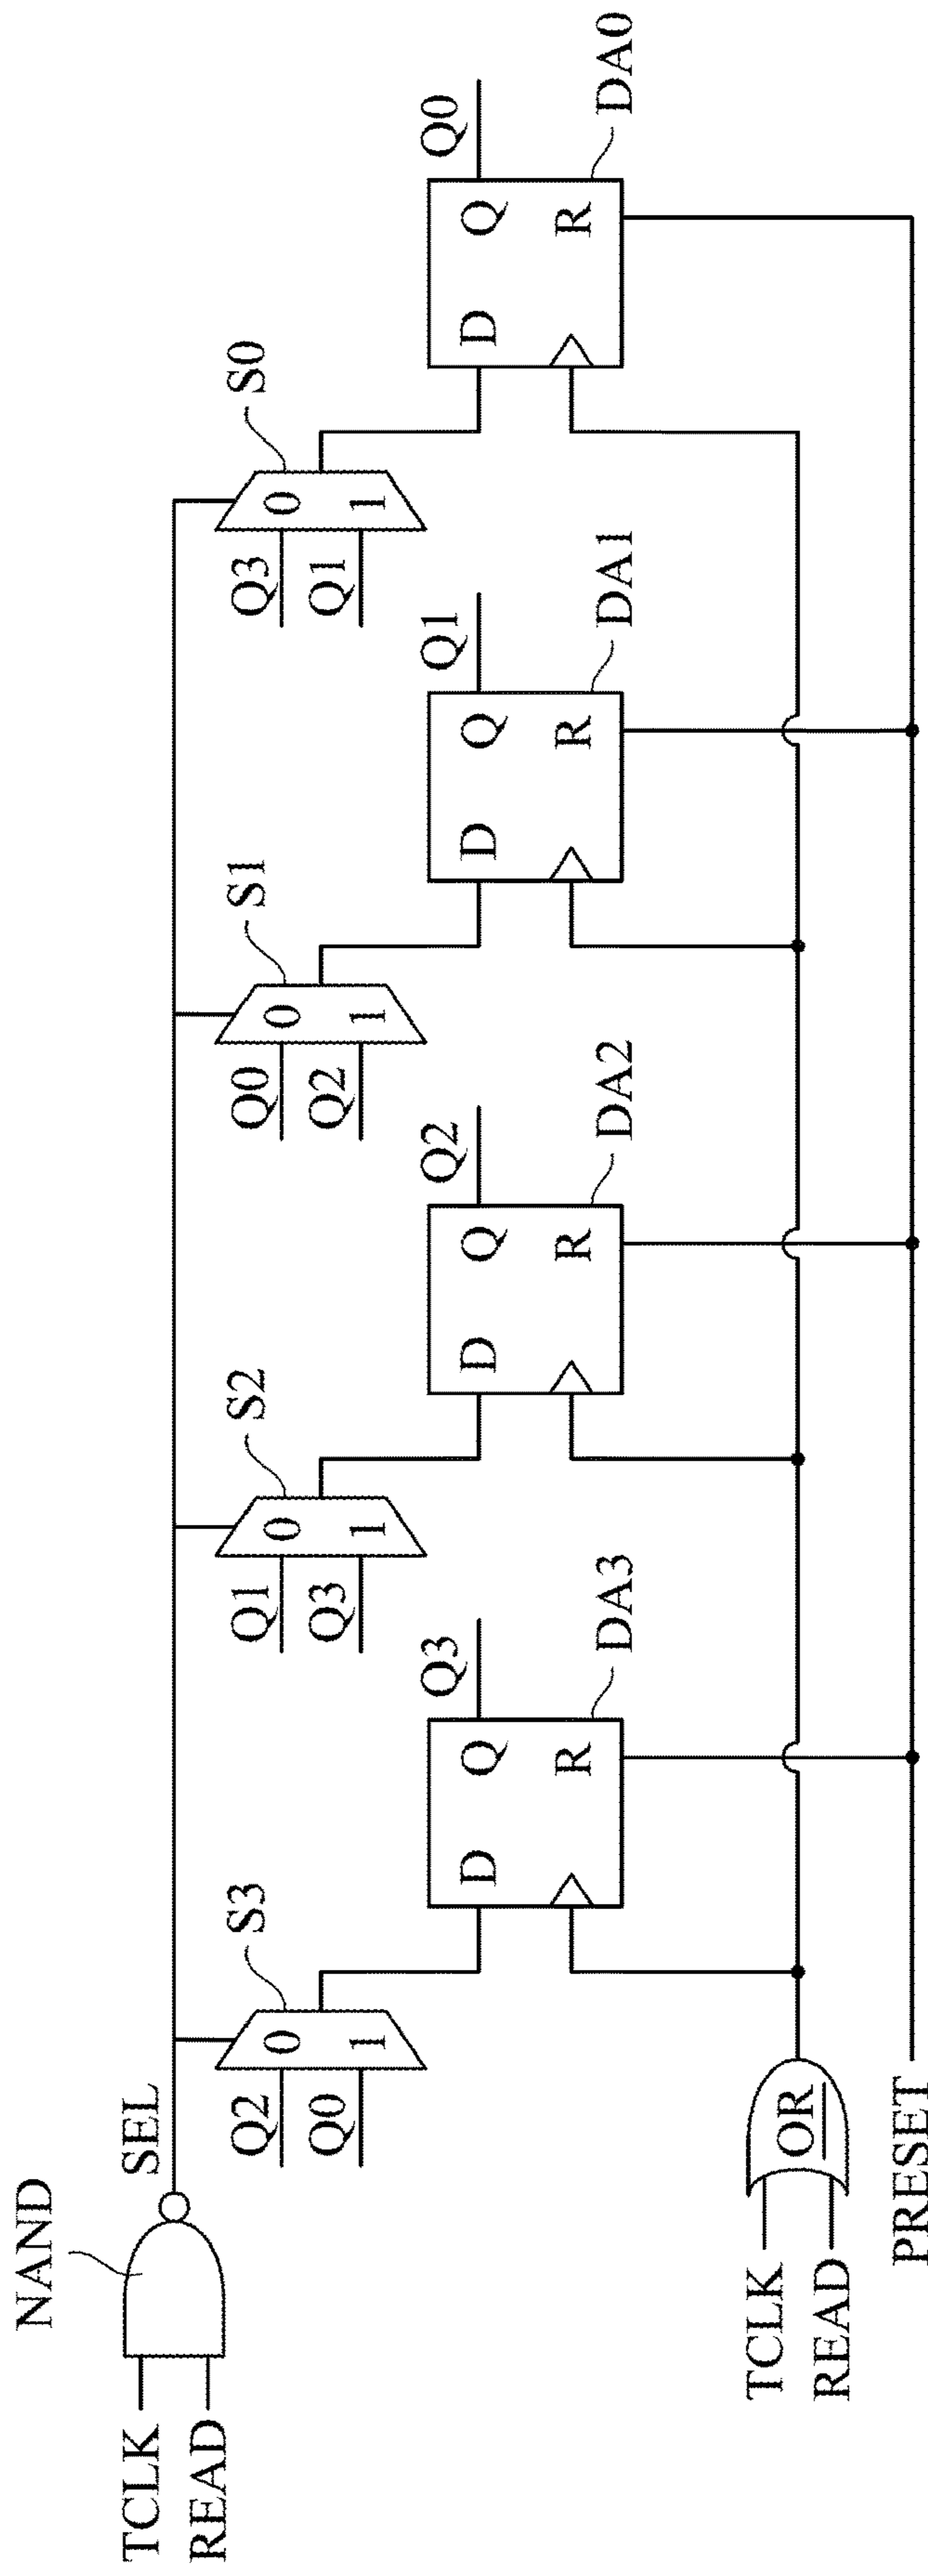 NAND
TCLK
READ
SEL
S3
S2
S1
S0
Q2
0
Q0
1
Q1
0
Q3
1
Q0
0
Q2
1
Q3
0
Q1
1
D
Q
R
Q3
DA3
D
Q
R
Q2
DA2
D
Q
R
Q1
DA1
D
Q
R
Q0
DA0
TCLK
READ
OR
PRESET